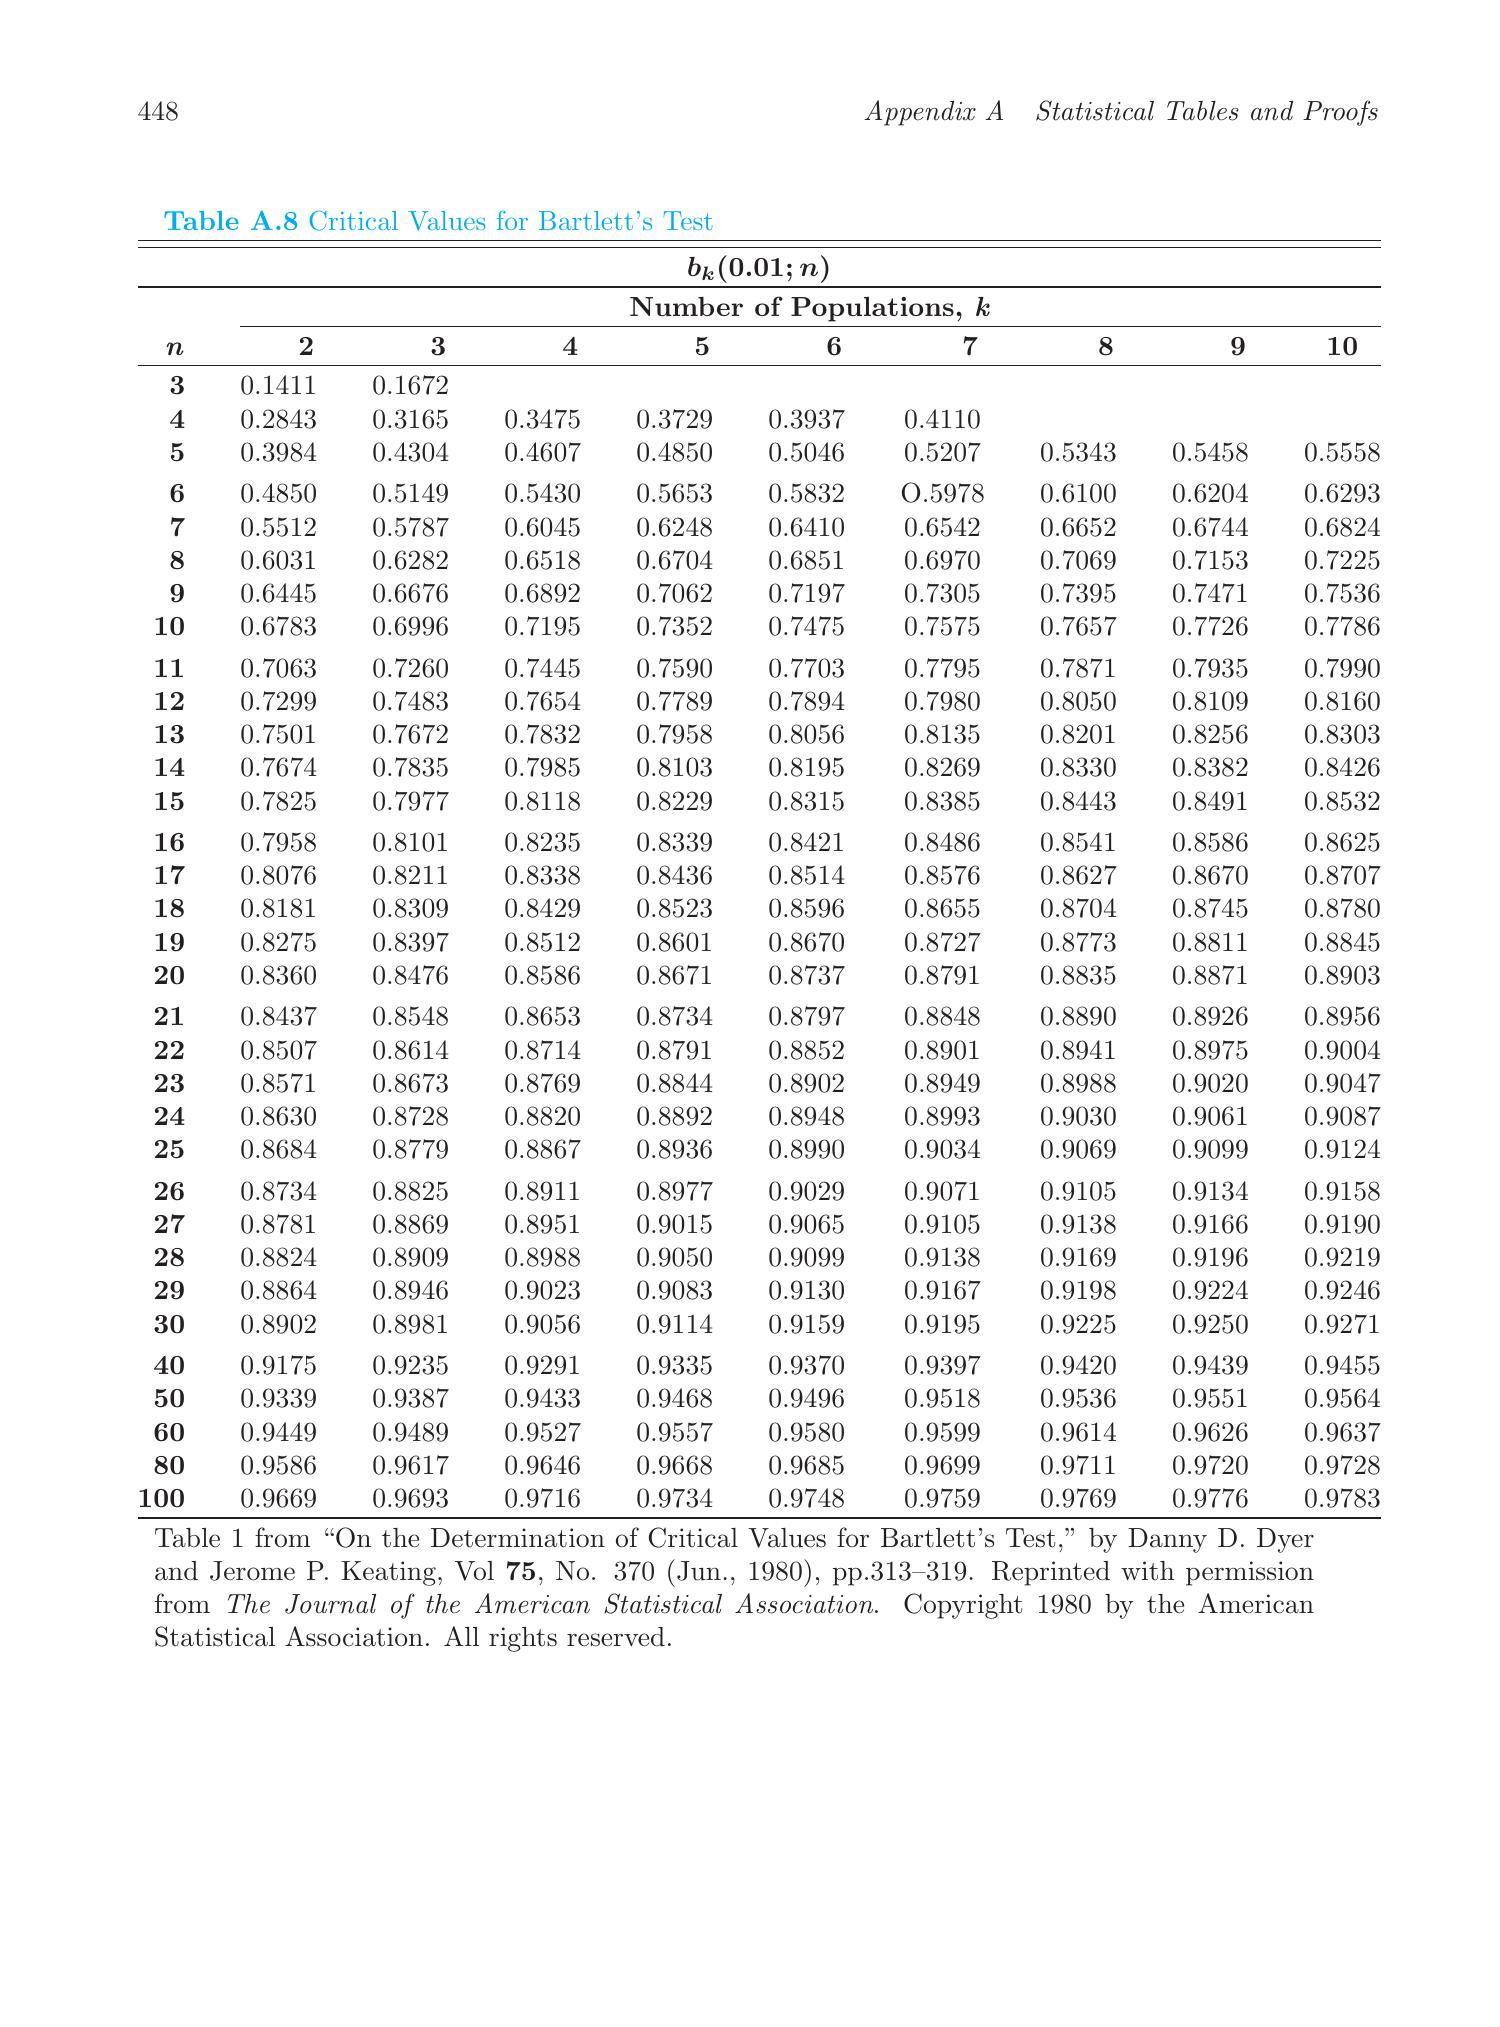 448 Appendix A Statistical Tables and Proofs
Table A.8 Critical Values for Bartlett's Test
bk(0.01; n)
Number of Populations, k
n 2 3 4 5 6 7 8 9 10
3 0.1411 0.1672
4 0.2843 0.3165 0.3475 0.3729 0.3937 0.4110
5 0.3984 0.4304 0.4607 0.4850 0.5046 0.5207 0.5343 0.5458 0.5558
6 0.4850 0.5149 0.5430 0.5653 0.5832 O.5978 0.6100 0.6204 0.6293
7 0.5512 0.5787 0.6045 0.6248 0.6410 0.6542 0.6652 0.6744 0.6824
8 0.6031 0.6282 0.6518 0.6704 0.6851 0.6970 0.7069 0.7153 0.7225
9 0.6445 0.6676 0.6892 0.7062 0.7197 0.7305 0.7395 0.7471 0.7536
10 0.6783 0.6996 0.7195 0.7352 0.7475 0.7575 0.7657 0.7726 0.7786
11 0.7063 0.7260 0.7445 0.7590 0.7703 0.7795 0.7871 0.7935 0.7990
12 0.7299 0.7483 0.7654 0.7789 0.7894 0.7980 0.8050 0.8109 0.8160
13 0.7501 0.7672 0.7832 0.7958 0.8056 0.8135 0.8201 0.8256 0.8303
14 0.7674 0.7835 0.7985 0.8103 0.8195 0.8269 0.8330 0.8382 0.8426
15 0.7825 0.7977 0.8118 0.8229 0.8315 0.8385 0.8443 0.8491 0.8532
16 0.7958 0.8101 0.8235 0.8339 0.8421 0.8486 0.8541 0.8586 0.8625
17 0.8076 0.8211 0.8338 0.8436 0.8514 0.8576 0.8627 0.8670 0.8707
18 0.8181 0.8309 0.8429 0.8523 0.8596 0.8655 0.8704 0.8745 0.8780
19 0.8275 0.8397 0.8512 0.8601 0.8670 0.8727 0.8773 0.8811 0.8845
20 0.8360 0.8476 0.8586 0.8671 0.8737 0.8791 0.8835 0.8871 0.8903
21 0.8437 0.8548 0.8653 0.8734 0.8797 0.8848 0.8890 0.8926 0.8956
22 0.8507 0.8614 0.8714 0.8791 0.8852 0.8901 0.8941 0.8975 0.9004
23 0.8571 0.8673 0.8769 0.8844 0.8902 0.8949 0.8988 0.9020 0.9047
24 0.8630 0.8728 0.8820 0.8892 0.8948 0.8993 0.9030 0.9061 0.9087
25 0.8684 0.8779 0.8867 0.8936 0.8990 0.9034 0.9069 0.9099 0.9124
26 0.8734 0.8825 0.8911 0.8977 0.9029 0.9071 0.9105 0.9134 0.9158
27 0.8781 0.8869 0.8951 0.9015 0.9065 0.9105 0.9138 0.9166 0.9190
28 0.8824 0.8909 0.8988 0.9050 0.9099 0.9138 0.9169 0.9196 0.9219
29 0.8864 0.8946 0.9023 0.9083 0.9130 0.9167 0.9198 0.9224 0.9246
30 0.8902 0.8981 0.9056 0.9114 0.9159 0.9195 0.9225 0.9250 0.9271
40 0.9175 0.9235 0.9291 0.9335 0.9370 0.9397 0.9420 0.9439 0.9455
50 0.9339 0.9387 0.9433 0.9468 0.9496 0.9518 0.9536 0.9551 0.9564
60 0.9449 0.9489 0.9527 0.9557 0.9580 0.9599 0.9614 0.9626 0.9637
80 0.9586 0.9617 0.9646 0.9668 0.9685 0.9699 0.9711 0.9720 0.9728
100 0.9669 0.9693 0.9716 0.9734 0.9748 0.9759 0.9769 0.9776 0.9783
Table 1 from “On the Determination of Critical Values for Bartlett's Test,” by Danny D. Dyer
and Jerome P. Keating, Vol 75, No. 370 (Jun., 1980), pp.313–319. Reprinted with permission
from The Journal of the American Statistical Association. Copyright 1980 by the American
Statistical Association. All rights reserved.